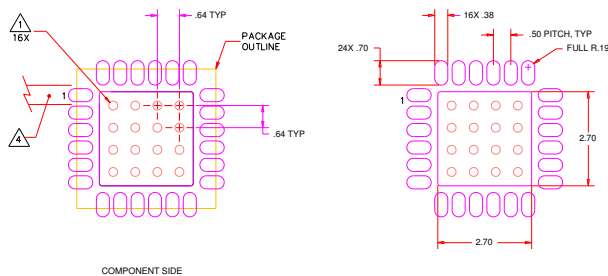 1
16X
.64 TYP
PACKAGE
OUTLINE
1
4
.64 TYP
COMPONENT SIDE
16X .38
.50 PITCH, TYP
24X .70
FULL R.19
1
2.70
2.70